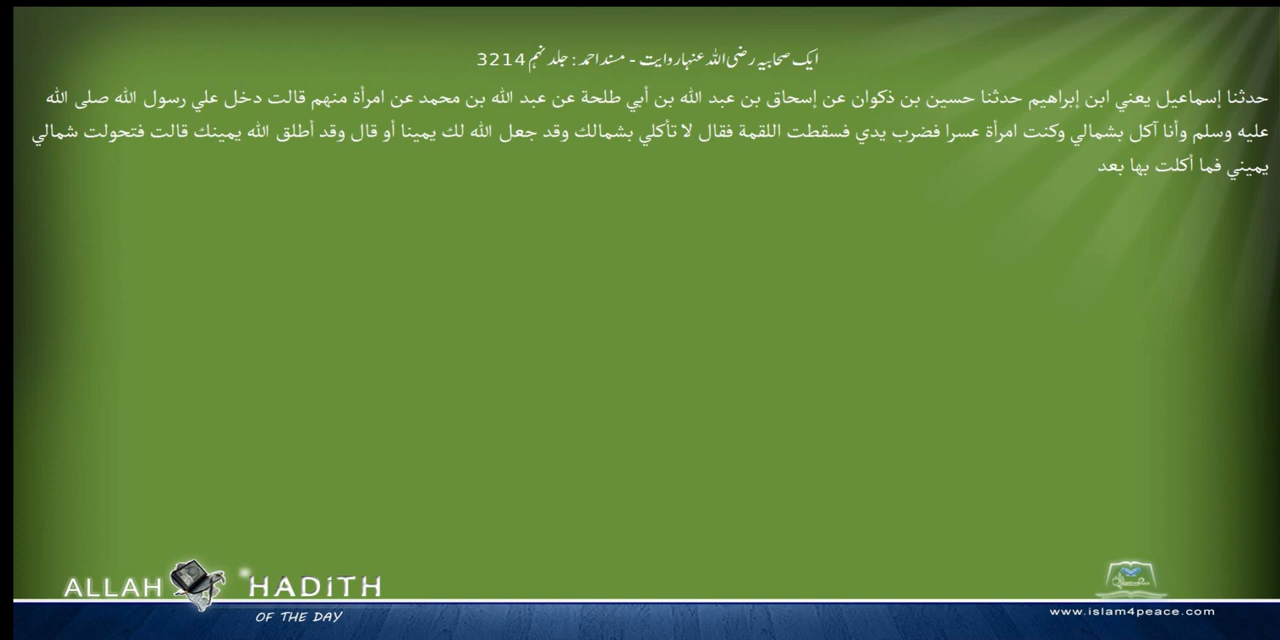 ایک صحابیہ رضی اللہ عنہا روایت - مسند احمد : جلد نہم 3214
حدثنا إسماعيل يعني ابن إبراهيم حدثنا حسين بن ذكوان عن إسحاق بن عبد الله بن أبي طلحة عن عبد الله بن محمد عن امرأة منهم قالت دخل علي رسول الله صلى الله
عليه وسلم وأنا آكل بشمالي وكنت امرأة عسرا فضرب يدي فسقطت اللقمة فقال لا تأكلي بشمالك وقد جعل الله لك يمينا أو قال وقد أطلق الله يمينك قالت فتحولت شمالي
يميني فما أكلت بها بعد
ALLAH HADiTH
OF THE DAY
www.islam4peace.com